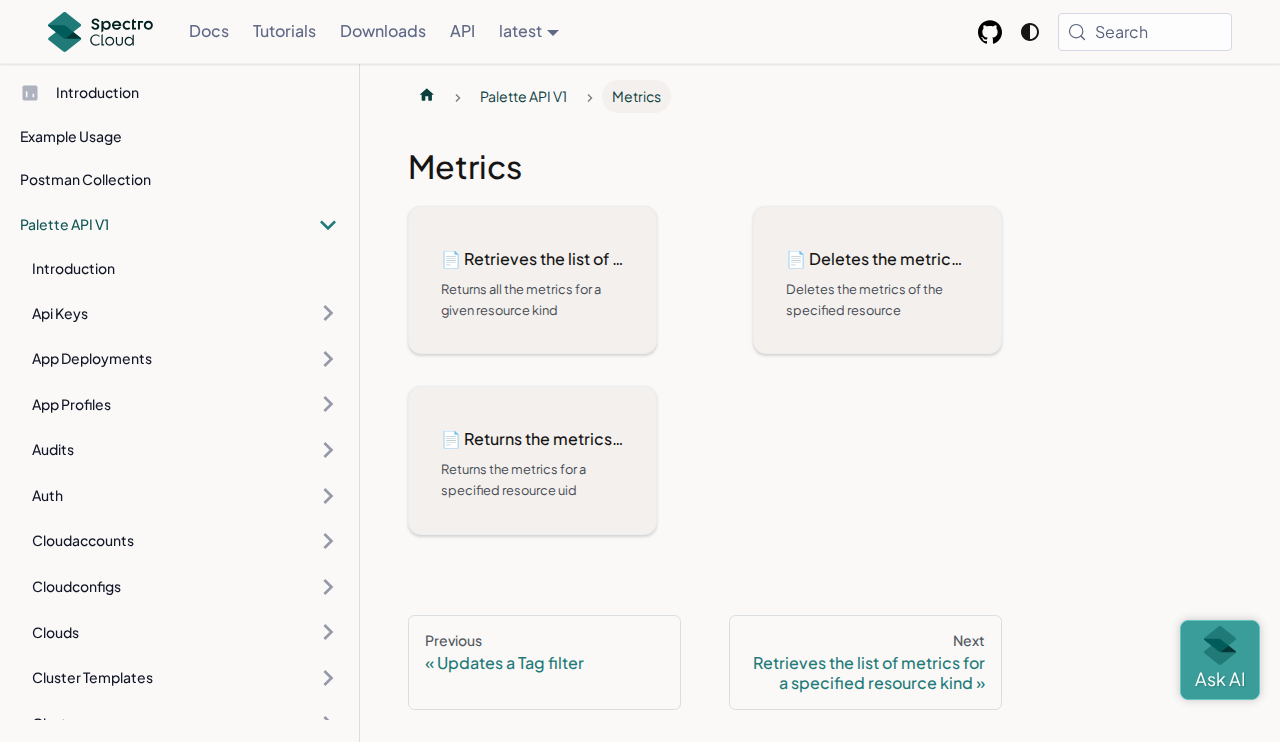 Spectro
Cloud
Docs
Tutorials
Downloads
API
latest
Search
Introduction
Example Usage
Postman Collection
Palette API V1
Introduction
Api Keys
App Deployments
App Profiles
Audits
Auth
Cloudaccounts
Cloudconfigs
Clouds
Cluster Templates
Palette API V1
Metrics
Metrics
Retrieves the list of ...
Returns all the metrics for a
given resource kind
Deletes the metric...
Deletes the metrics of the
specified resource
Returns the metrics...
Returns the metrics for a
specified resource uid
Previous
« Updates a Tag filter
Next
Retrieves the list of metrics for
a specified resource kind »
Ask AI